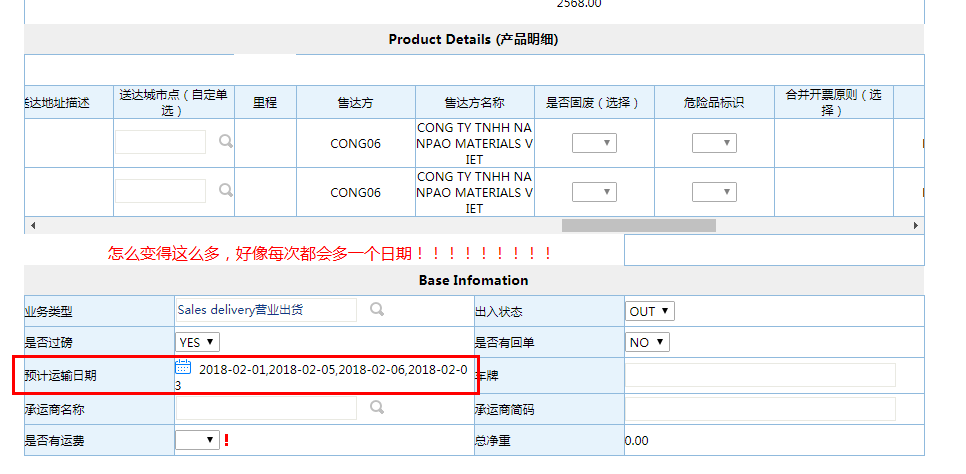 2568.00
Product Details (产品明细)
送达地址描述 送达城市点（自定单选） 里程 售达方 售达方名称 是否固废（选择） 危险品标识 合并开票原则（选择）
CONG06 CONG TY TNHH NANPAO MATERIALS VIET
CONG06 CONG TY TNHH NANPAO MATERIALS VIET
怎么变得这么多，好像每次都会多一个日期！！！！！！！！！
Base Infomation
业务类型 Sales delivery营业出货 出入状态 OUT
是否过磅 YES 是否有回单 NO
预计运输日期 2018-02-01,2018-02-05,2018-02-06,2018-02-03 车牌
承运商名称 承运商简码
是否有运费 ! 总净重 0.00